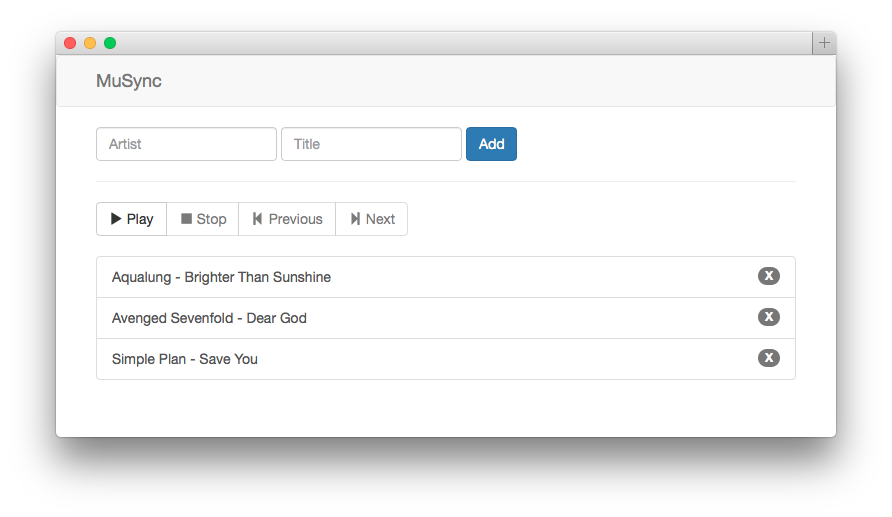 MuSync
Artist Title Add
Play Stop Previous Next
Aqualung - Brighter Than Sunshine X
Avenged Sevenfold - Dear God X
Simple Plan - Save You X